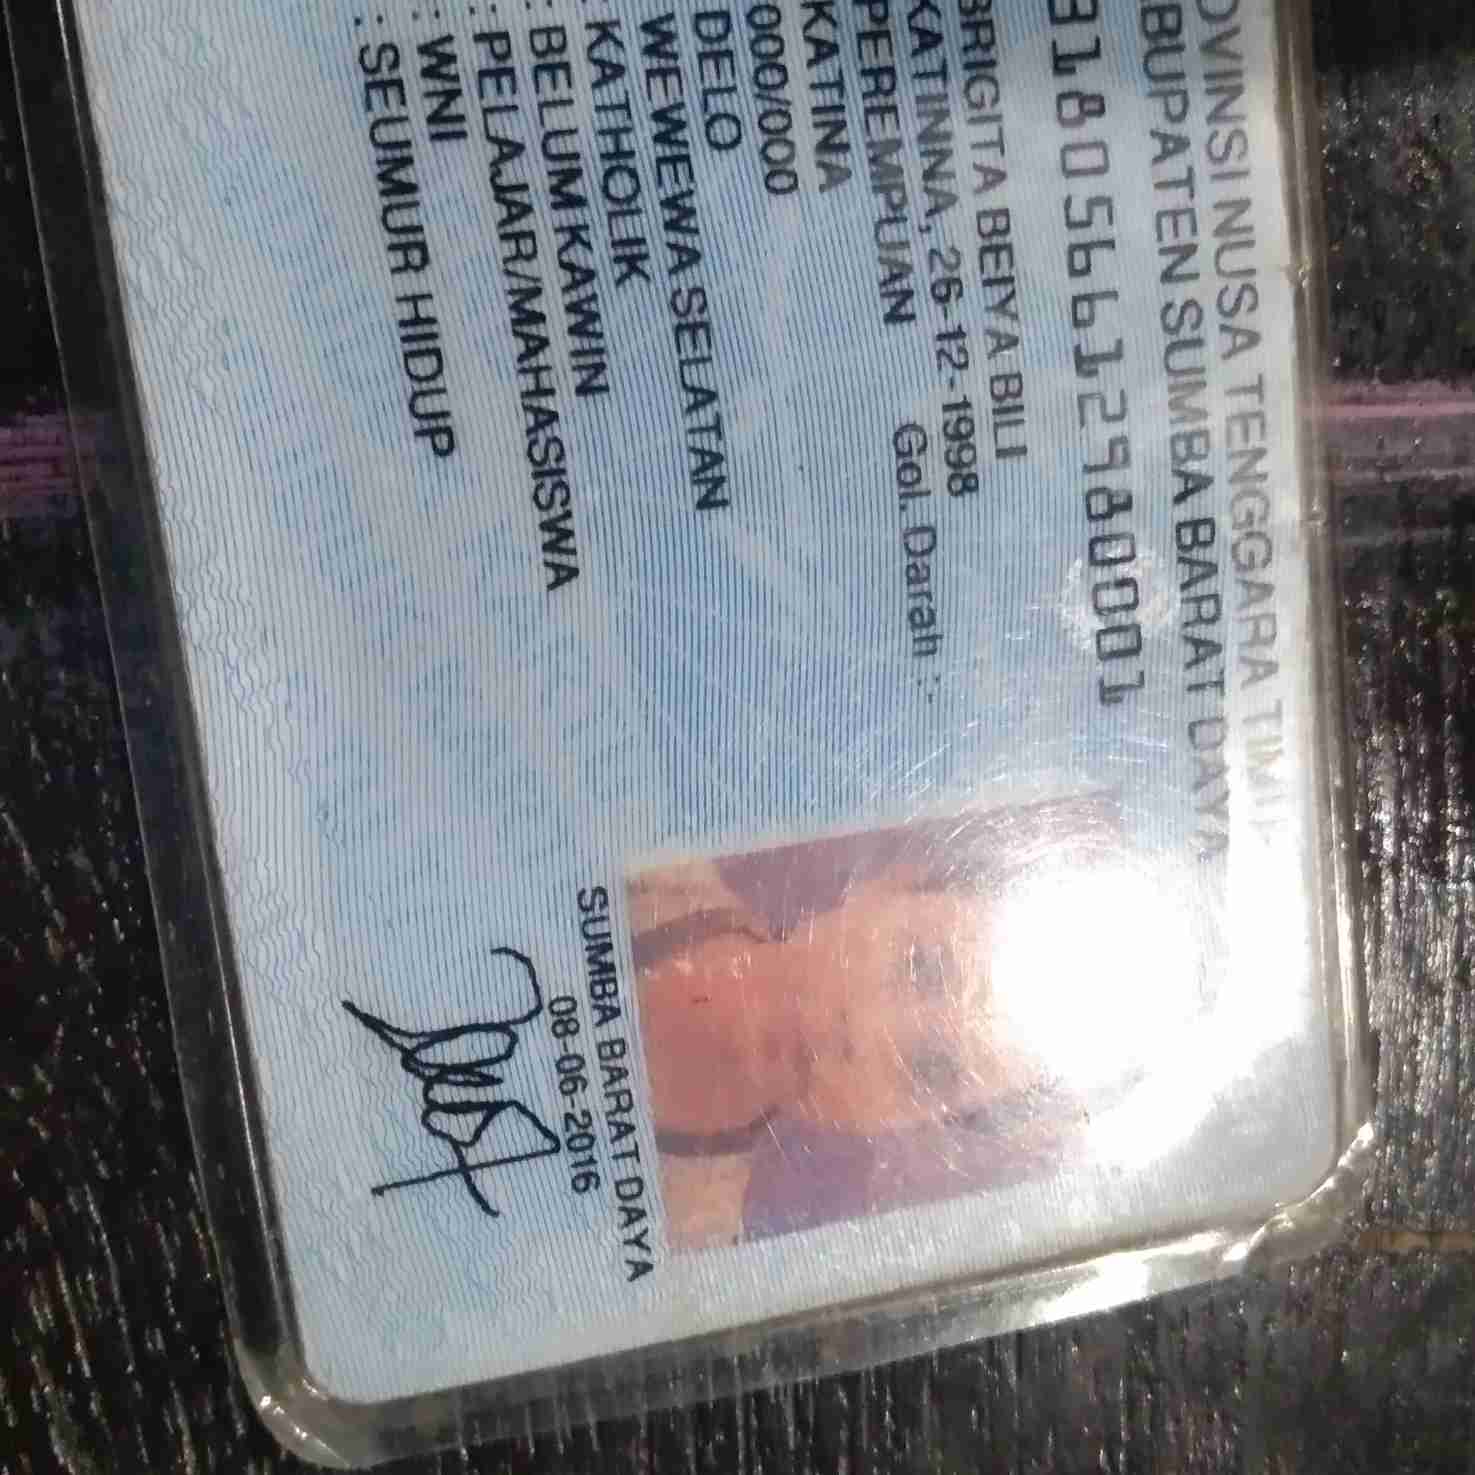 OVINSI NUSA TENGGARA TIMUR
BUPATEN SUMBA BARAT DAYA
318056612980001
BRIGITA BEIYA BILI
KATINNA, 26-12-1998
PEREMPUAN Gol. Darah :-
KATINA
000/000
DELO
WEWEWA SELATAN
: KATHOLIK
: BELUM KAWIN
: PELAJAR/MAHASISWA
: WNI
: SEUMUR HIDUP
SUMBA BARAT DAYA
08-06-2016